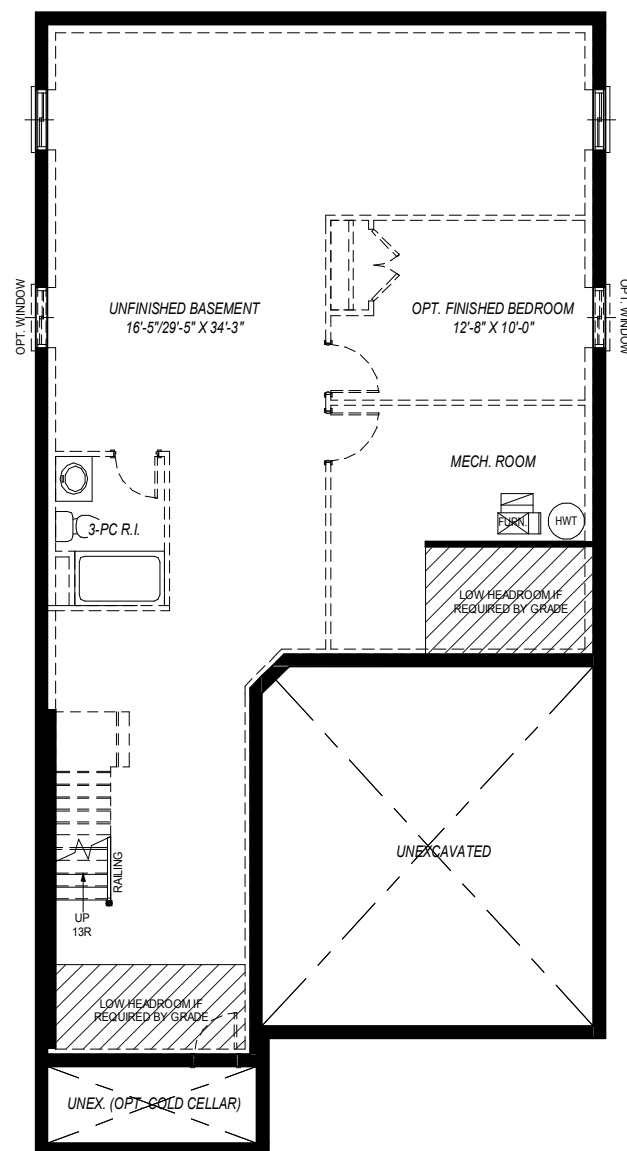 OPT. WINDOW
UNFINISHED BASEMENT
16'-5"/29'-5" X 34'-3"
OPT. FINISHED BEDROOM
12'-8" X 10'-0"
OPT. WINDOW
MECH. ROOM
3-PC R.I.
FURN.
HWT
LOW HEADROOM IF
REQUIRED BY GRADE
UNEXCAVATED
RAILING
UP
13R
LOW HEADROOM IF
REQUIRED BY GRADE
UNEX. (OPT. COLD CELLAR)